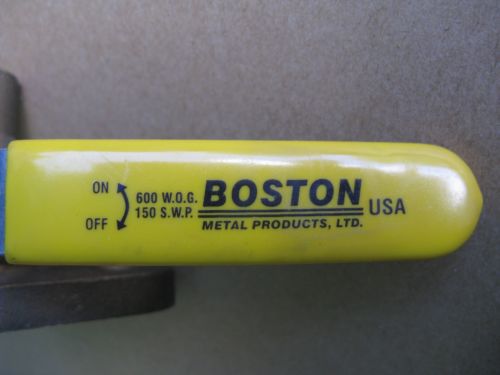 ON
OFF
600 W.O.G.
150 S.W.P.
BOSTON
METAL PRODUCTS, LTD.
USA